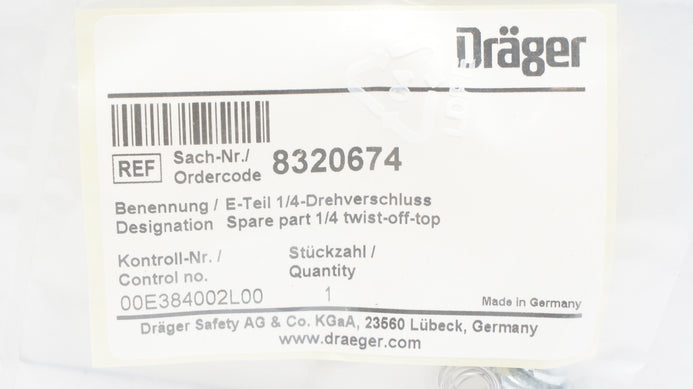 Dräger
REF
Sach-Nr./
Ordercode
8320674
Benennung / E-Teil 1/4-Drehverschluss
Designation Spare part 1/4 twist-off-top
Kontroll-Nr. /
Control no.
00E384002L00
Stückzahl /
Quantity
1
Made in Germany
Dräger Safety AG & Co. KGaA, 23560 Lübeck, Germany
www.draeger.com